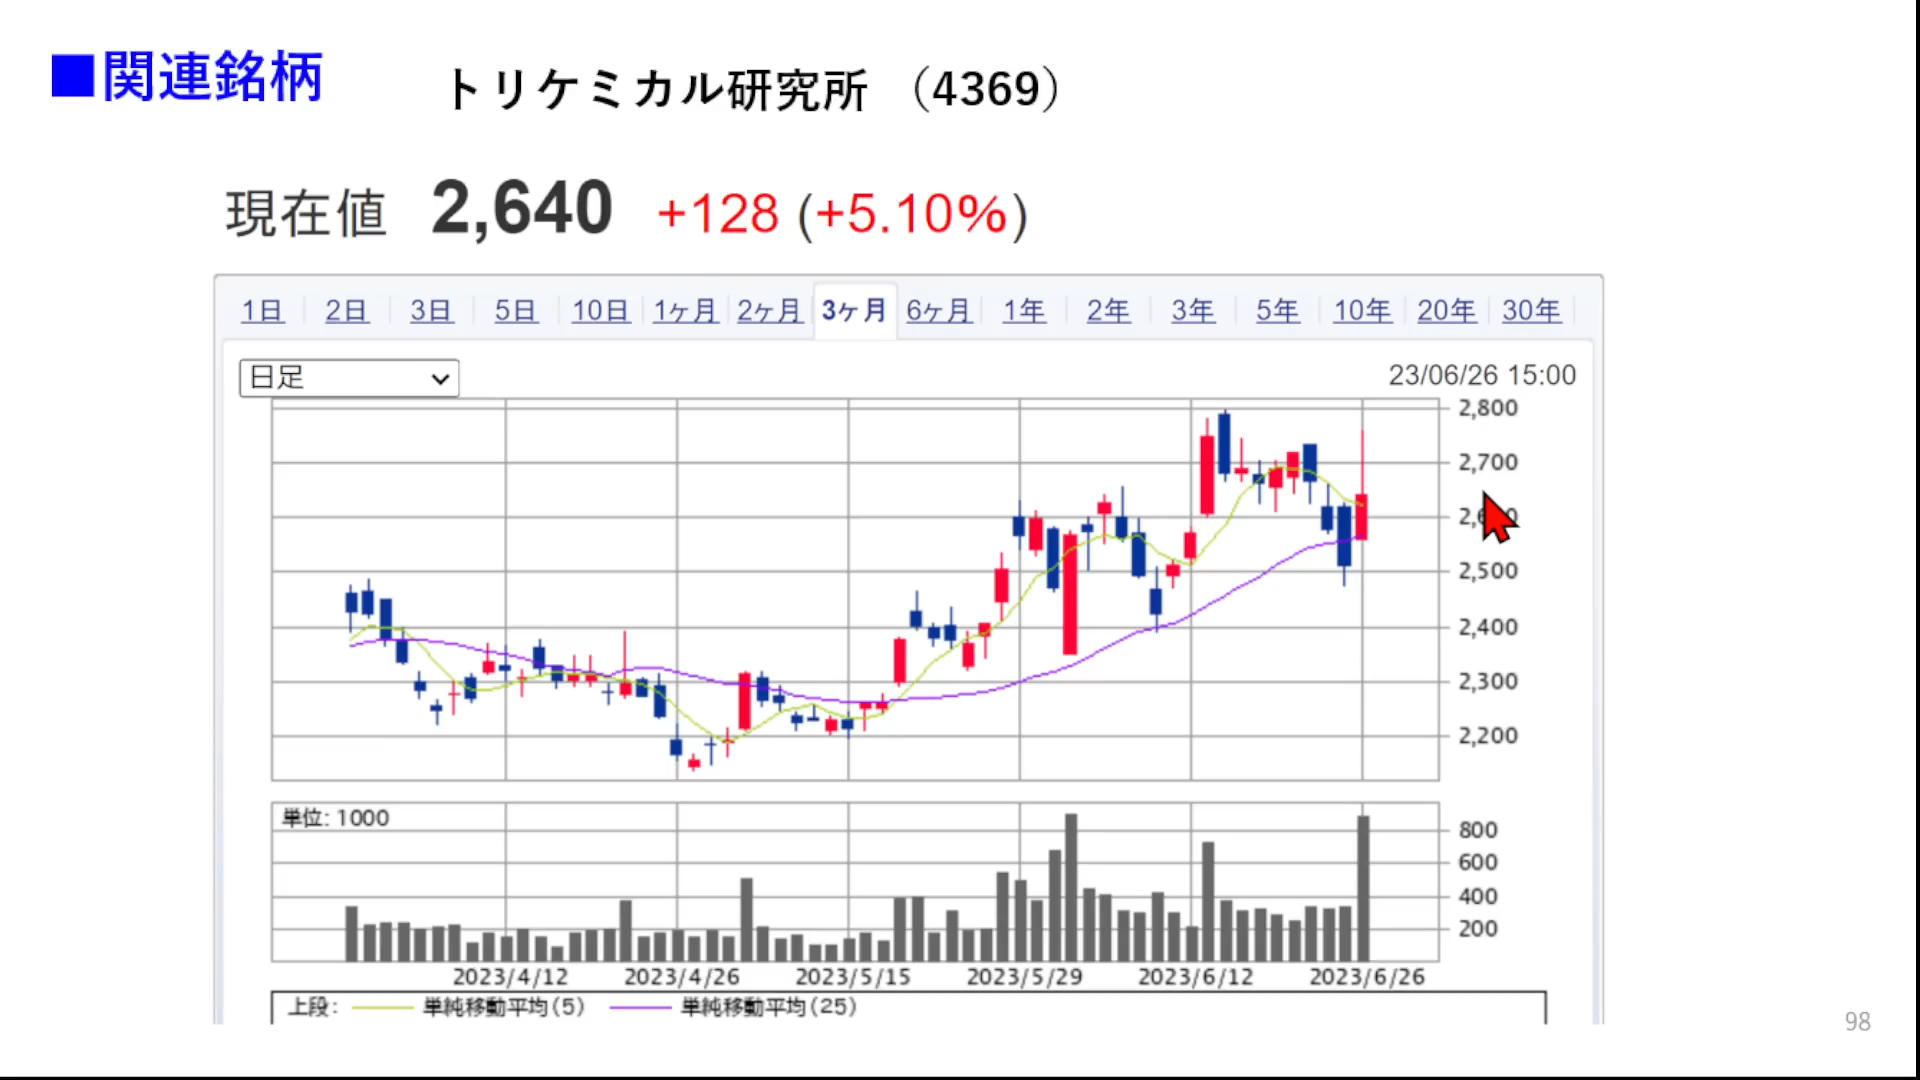 ■関連銘柄
トリケミカル研究所 （4369）
現在値 2,640 +128 (+5.10%)
1日 2日 3日 5日 10日 1ヶ月 2ヶ月 3ヶ月 6ヶ月 1年 2年 3年 5年 10年 20年 30年
日足
23/06/26 15:00
2,800
2,700
2,500
2,400
2,300
2,200
単位: 1000
800
600
400
200
2023/4/12 2023/4/26 2023/5/15 2023/5/29 2023/6/12 2023/6/26
上段: 単純移動平均(5) 単純移動平均(25)
98